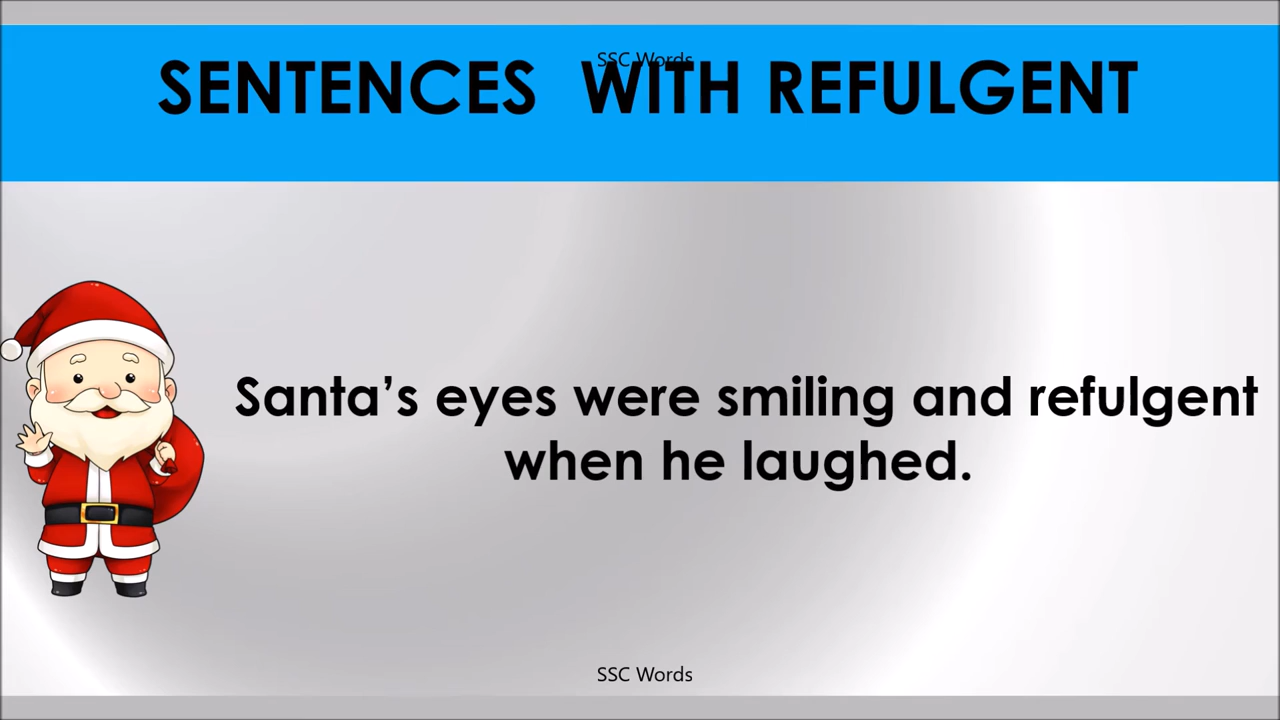 SSC Words
SENTENCES WITH REFULGENT
Santa’s eyes were smiling and refulgent
when he laughed.
SSC Words